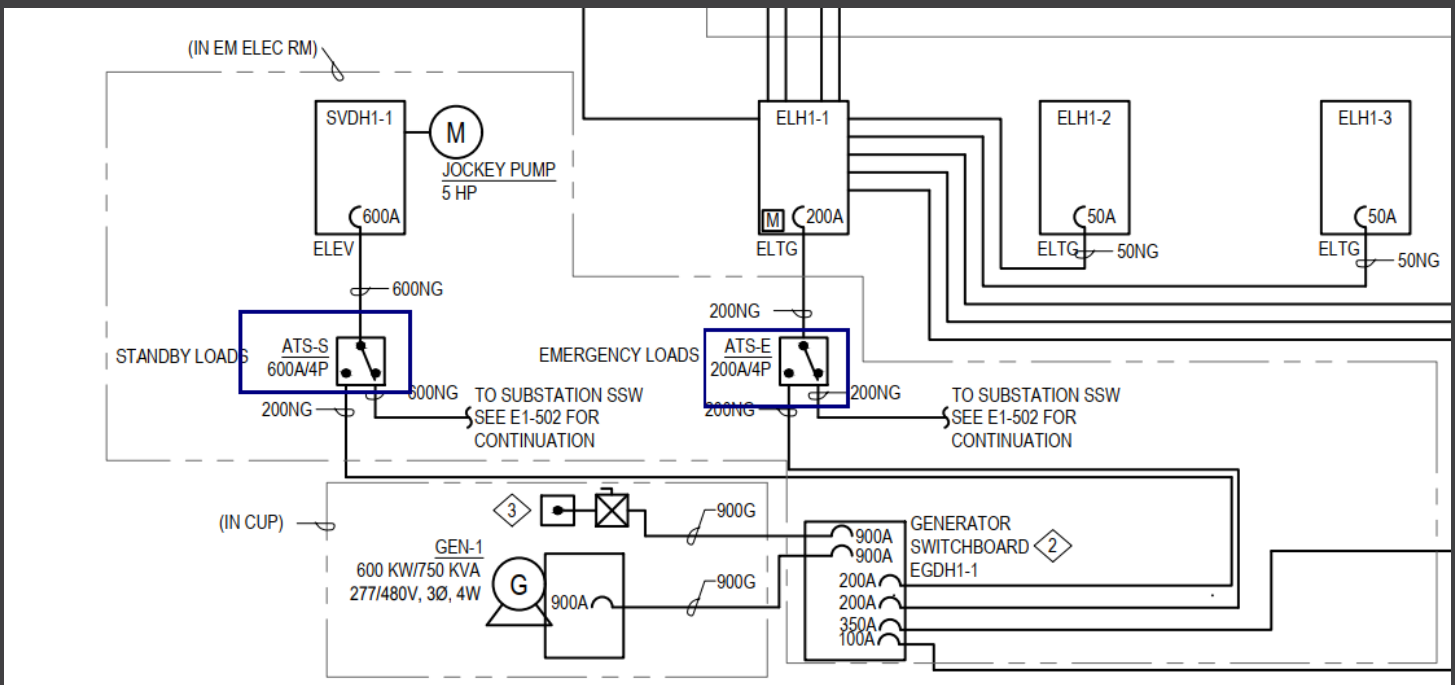 (IN EM ELEC RM)
SVDH1-1
M
JOCKEY PUMP
5 HP
600A
ELEV
600NG
STANDBY LOADS
ATS-S
600A/4P
600NG
200NG
TO SUBSTATION SSW
SEE E1-502 FOR
CONTINUATION
ELH1-1
M
200A
ELTG
200NG
EMERGENCY LOADS
ATS-E
200A/4P
200NG
200NG
TO SUBSTATION SSW
SEE E1-502 FOR
CONTINUATION
ELH1-2
50A
ELTG
50NG
ELH1-3
50A
ELTG
50NG
(IN CUP)
3
900G
GEN-1
600 KW/750 KVA
277/480V, 3Ø, 4W
G
900A
900G
900A
900A
200A
200A
350A
100A
GENERATOR
SWITCHBOARD
2
EGDH1-1